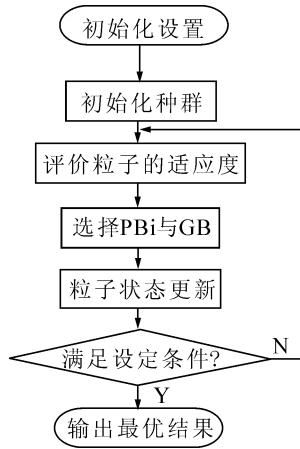 初始化设置
初始化种群
评价粒子的适应度
选择PBi与GB
粒子状态更新
满足设定条件?
N
Y
输出最优结果